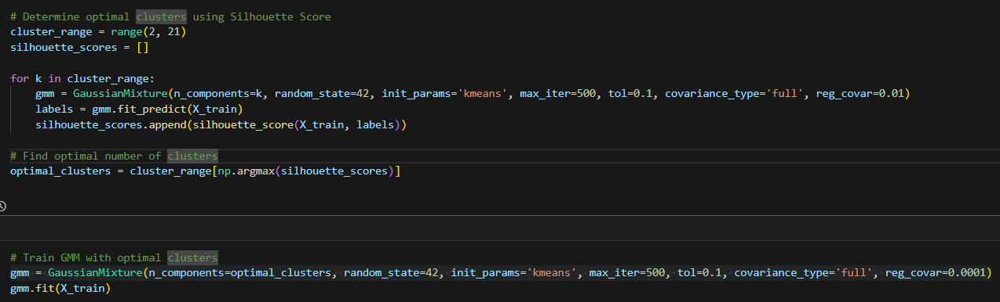 # Determine optimal clusters using Silhouette Score
cluster_range = range(2, 21)
silhouette_scores = []
for k in cluster_range:
gmm = GaussianMixture(n_components=k, random_state=42, init_params='kmeans', max_iter=500, tol=0.1, covariance_type='full', reg_covar=0.01)
labels = gmm.fit_predict(X_train)
silhouette_scores.append(silhouette_score(X_train, labels))
# Find optimal number of clusters
optimal_clusters = cluster_range[np.argmax(silhouette_scores)]
# Train GMM with optimal clusters
gmm = GaussianMixture(n_components=optimal_clusters, random_state=42, init_params='kmeans', max_iter=500, tol=0.1, covariance_type='full', reg_covar=0.0001)
gmm.fit(X_train)